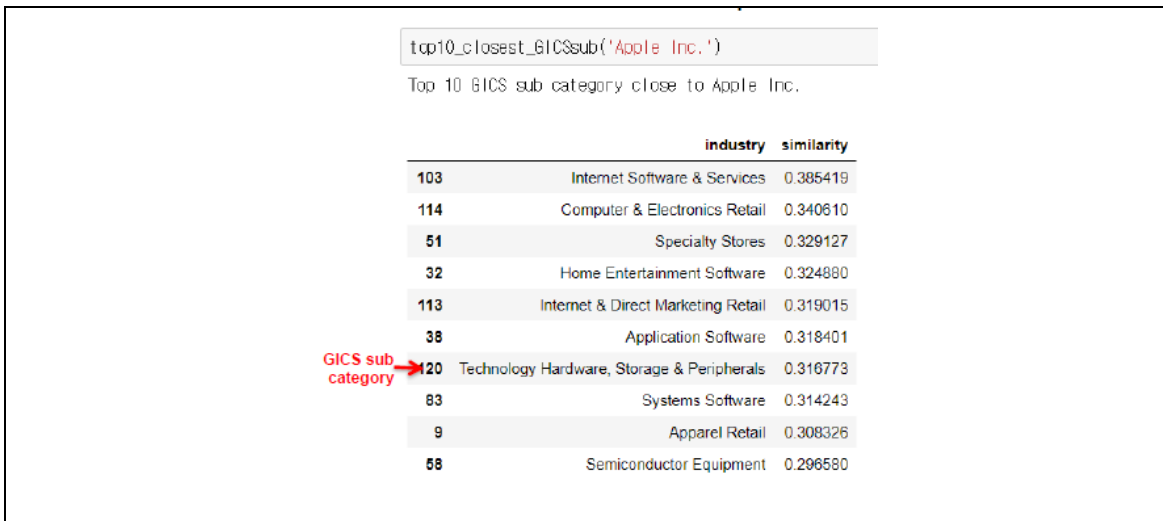 top10_closest_GICSsub('Apple Inc.')
Top 10 GICS sub category close to Apple Inc.
industry similarity
103 Internet Software & Services 0.385419
114 Computer & Electronics Retail 0.340610
51 Specialty Stores 0.329127
32 Home Entertainment Software 0.324880
113 Internet & Direct Marketing Retail 0.319015
38 Application Software 0.318401
GICS sub category
120 Technology Hardware, Storage & Peripherals 0.316773
83 Systems Software 0.314243
9 Apparel Retail 0.308326
58 Semiconductor Equipment 0.296580